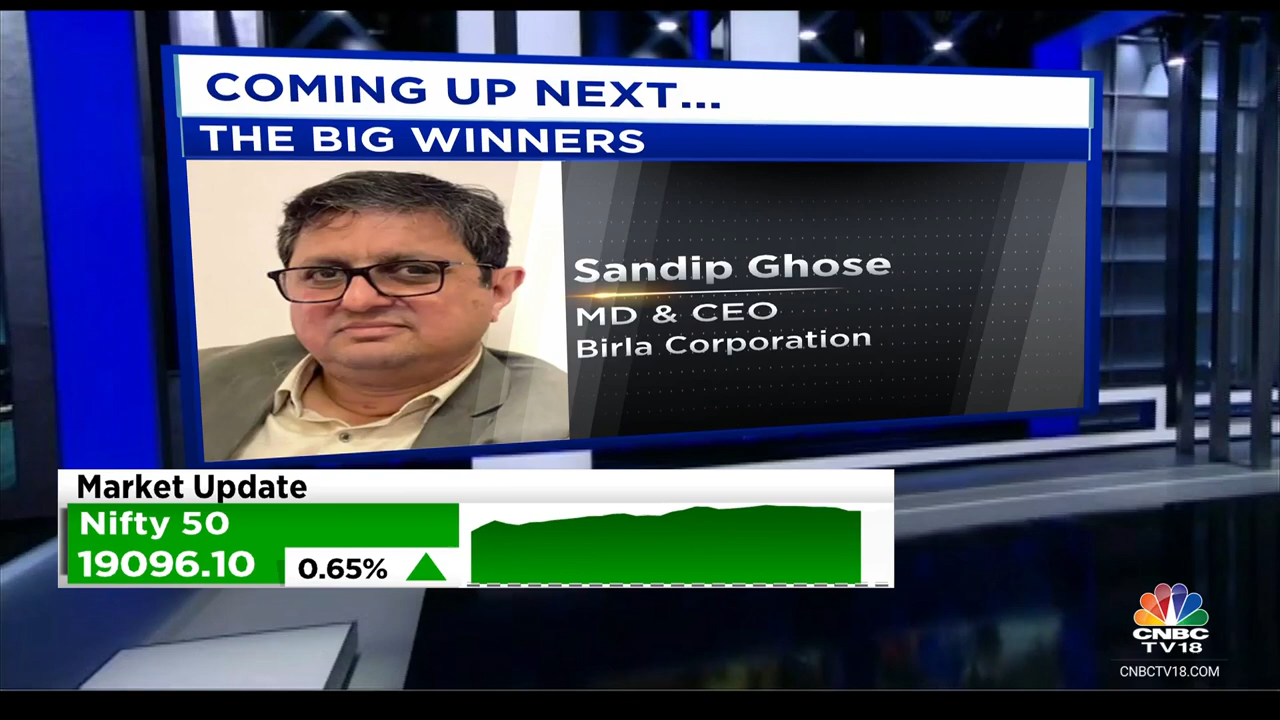 COMING UP NEXT...
THE BIG WINNERS
Sandip Ghose
MD & CEO
Birla Corporation
Market Update
Nifty 50
19096.10
0.65%
CNBC
TV18
CNBCTV18.COM